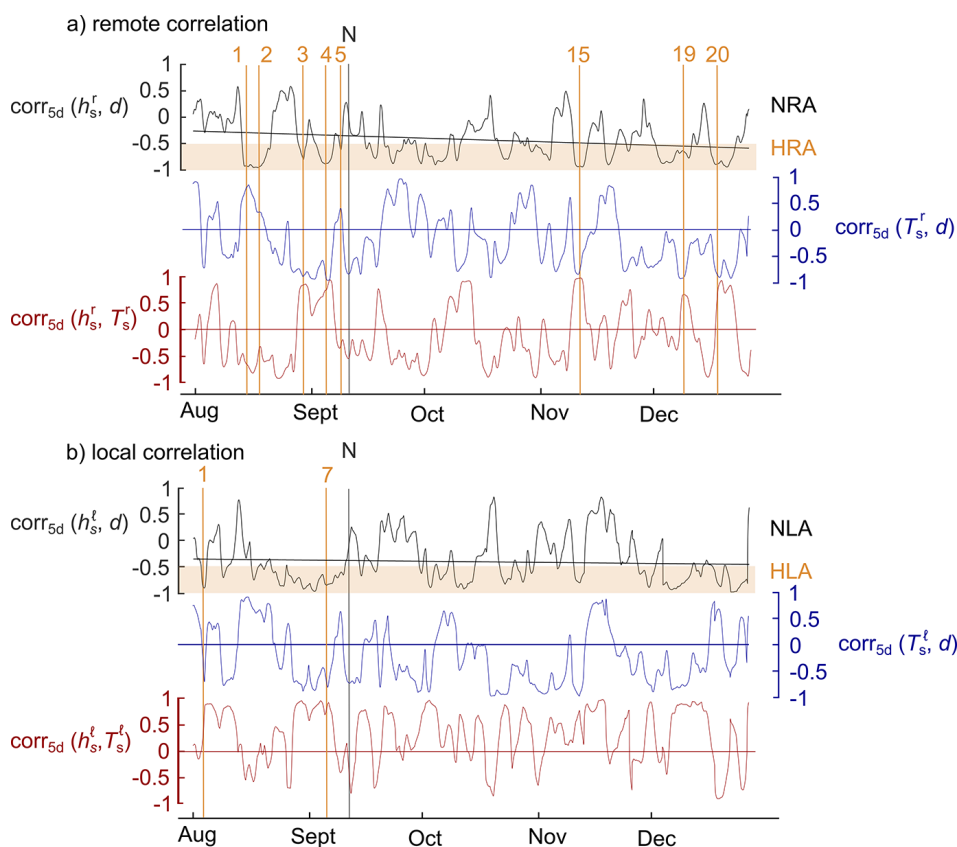 a) remote correlation
N
1 2 3 4 5 15 19 20
corr5d (hsr, d)
1
0.5
-0.5
-1
NRA
HRA
1
0.5
0
-0.5
-1
corr5d (Tsr, d)
corr5d (hsr, Tsr)
1
0.5
0
-0.5
-1
Aug Sept Oct Nov Dec
b) local correlation
N
1 7
corr5d (hsℓ, d)
1
0.5
0
-0.5
-1
NLA
HLA
1
0.5
0
-0.5
-1
corr5d (Tsℓ, d)
corr5d (hsℓ, Tsℓ)
1
0.5
0
-0.5
-1
Aug Sept Oct Nov Dec